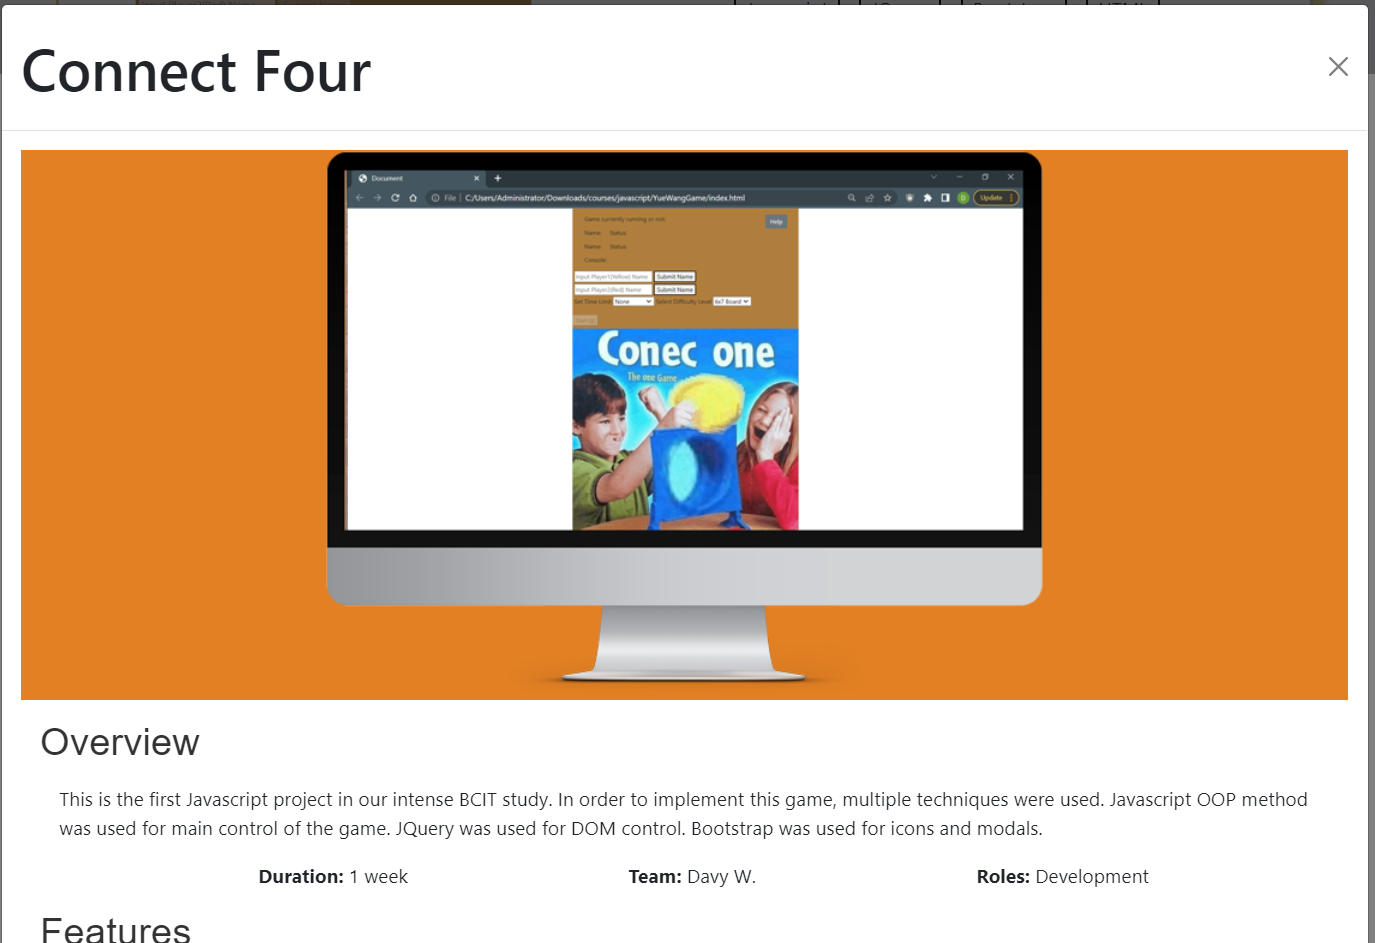 Connect Four
Document
File | C:/Users/Administrator/Downloads/courses/javascript/YueWangGame/index.html
Update
Game currently running or not:
Help
Name: Status:
Name: Status:
Console:
Input Player1(Yellow) Name Submit Name
Input Player2(Red) Name Submit Name
Set Time Limit: None Select Difficulty Level: 6x7 Board
Conec one
The one Game
Overview
This is the first Javascript project in our intense BCIT study. In order to implement this game, multiple techniques were used. Javascript OOP method
was used for main control of the game. JQuery was used for DOM control. Bootstrap was used for icons and modals.
Duration: 1 week Team: Davy W. Roles: Development
Features